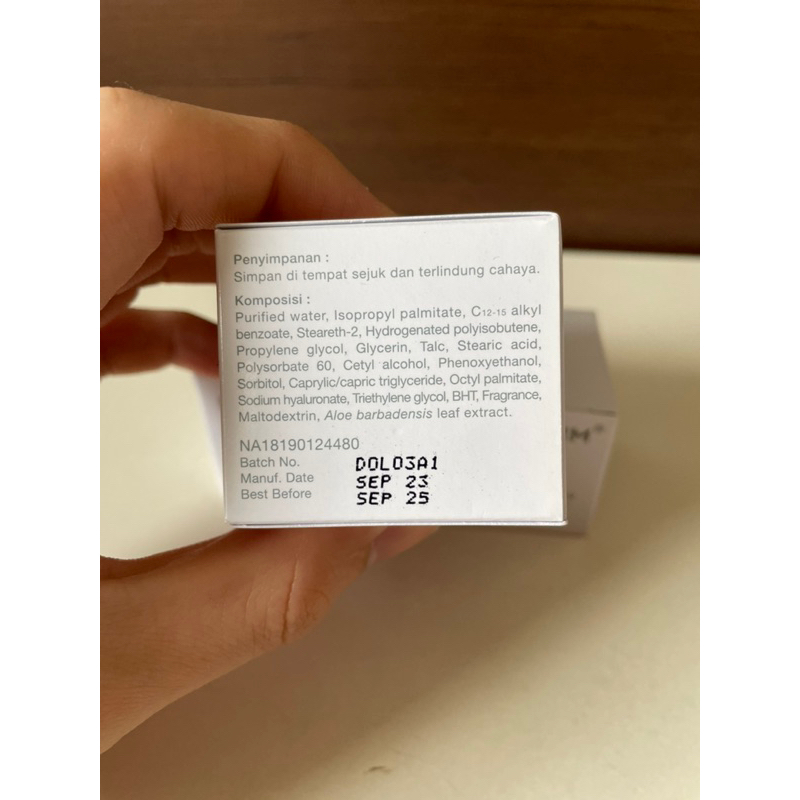 Penyimpanan :
Simpan di tempat sejuk dan terlindung cahaya.
Komposisi :
Purified water, Isopropyl palmitate, C12-15 alkyl
benzoate, Steareth-2, Hydrogenated polyisobutene,
Propylene glycol, Glycerin, Talc, Stearic acid,
Polysorbate 60, Cetyl alcohol, Phenoxyethanol,
Sorbitol, Caprylic/capric triglyceride, Octyl palmitate,
Sodium hyaluronate, Triethylene glycol, BHT, Fragrance,
Maltodextrin, Aloe barbadensis leaf extract.
NA18190124480
Batch No. DOL03A1
Manuf. Date SEP 23
Best Before SEP 25